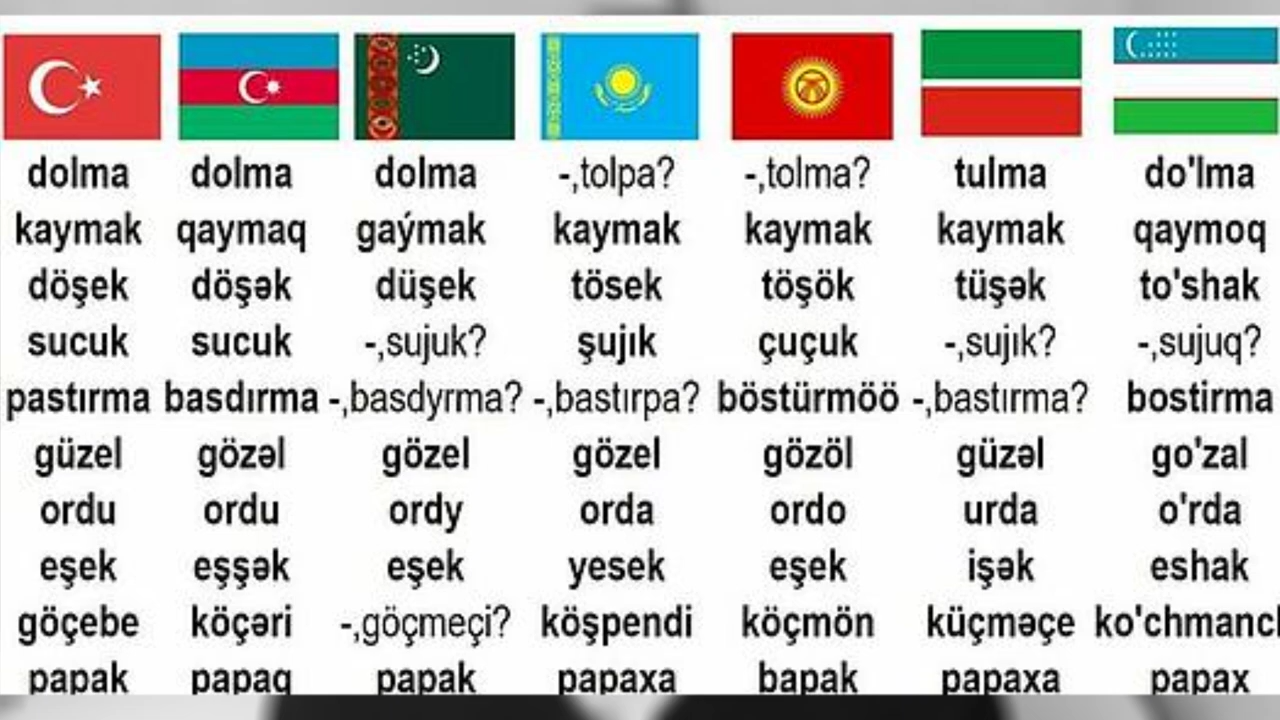 dolma dolma dolma -,tolpa? -,tolma? tulma do'lma
kaymak qaymaq gaýmak kaymak kaymak kaymak qaymoq
döşek döşək düşek tösek töşök tüşək to'shak
sucuk sucuk -,sujuk? şujık çuçuk -,sujık? -,sujuq?
pastırma basdırma -,basdyrma? -,bastırpa? böstürmöö -,bastırma? bostirma
güzel gözəl gözel gözel gözöl güzəl go'zal
ordu ordu ordy orda ordo urda o'rda
eşek eşşək eşek yesek eşek işək eshak
göçebe köçəri -,göçmeçi? köşpendi köçmön küçməçe ko'chmanc
papak papaq papak papaxa bapak papaxa papax